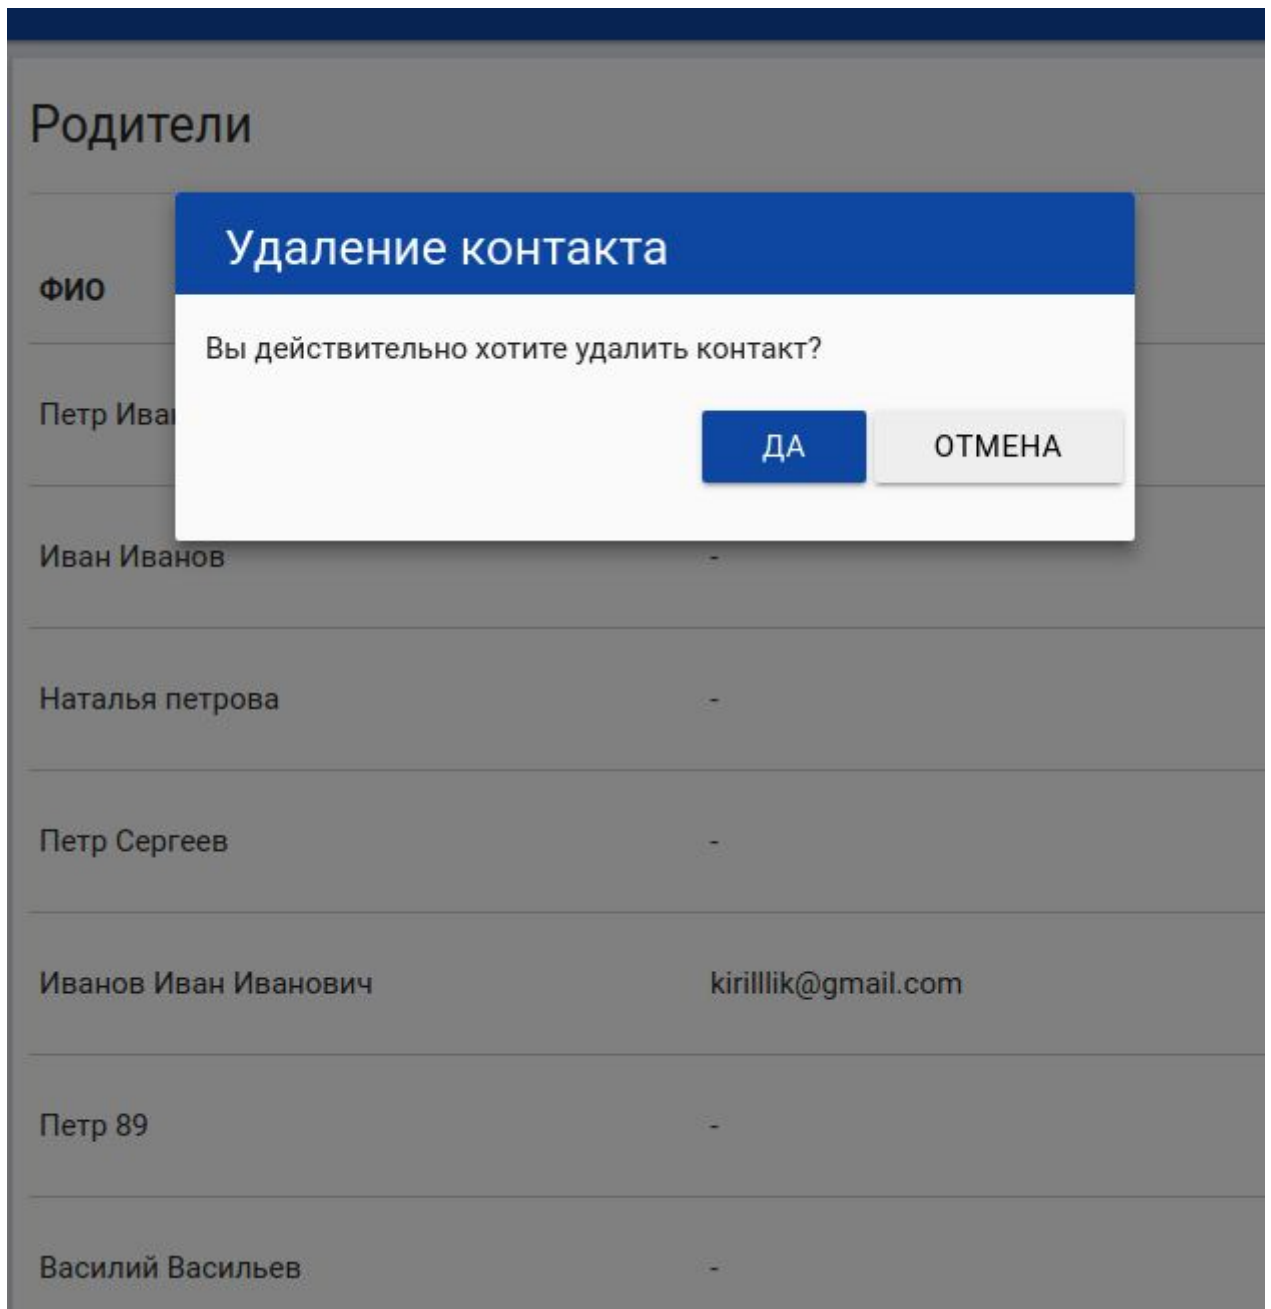 Родители
Удаление контакта
ФИО
Вы действительно хотите удалить контакт?
Петр
ДА ОТМЕНА
Иван Иванов -
Наталья петрова -
Петр Сергеев -
Иванов Иван Иванович kirilllik@gmail.com
Петр 89 -
Василий Васильев -